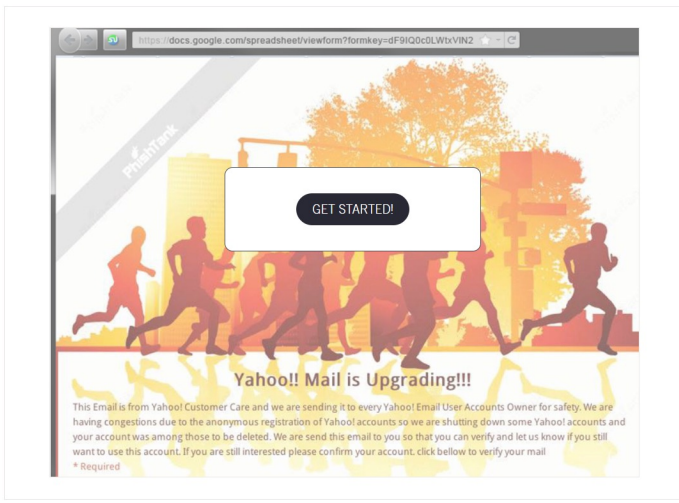 https://docs.google.com/spreadsheet/viewform?formkey=dF9IQ0c0LWtxVlN2
PhishTank
GET STARTED!
Yahoo!! Mail is Upgrading!!!
This Email is from Yahoo! Customer Care and we are sending it to every Yahoo! Email User Accounts Owner for safety. We are
having congestions due to the anonymous registration of Yahoo! accounts so we are shutting down some Yahoo! accounts and
your account was among those to be deleted. We are send this email to you so that you can verify and let us know if you still
want to use this account. If you are still interested please confirm your account. click bellow to verify your mail
* Required